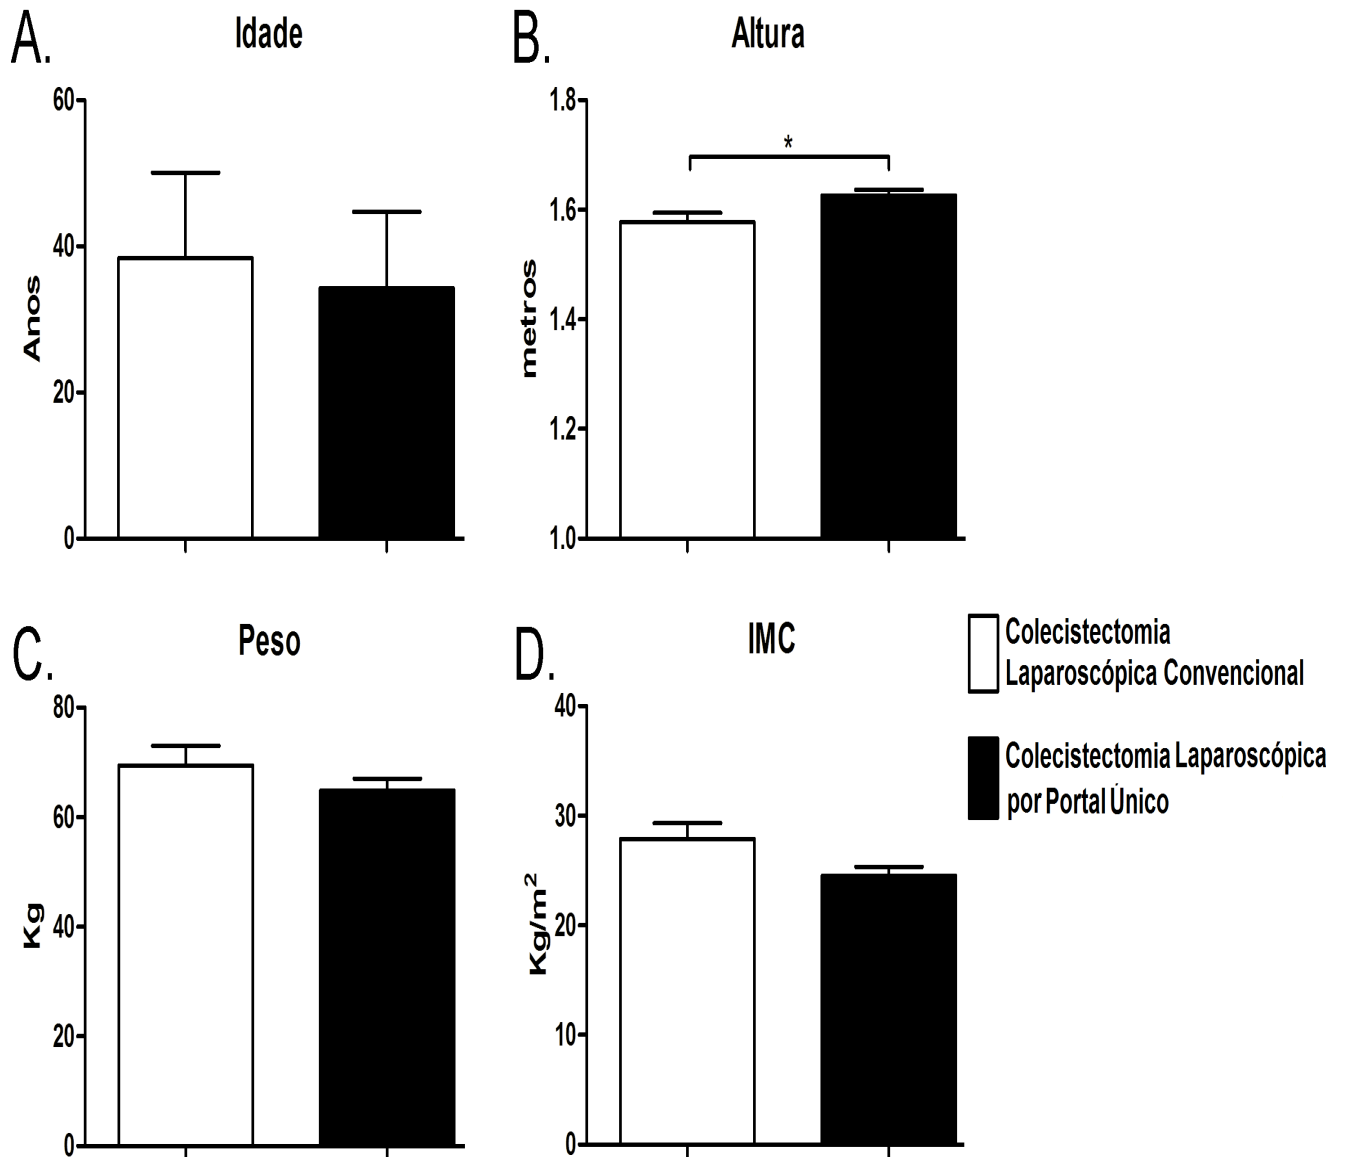 A.
Idade
60
40
20
0
Anos
B.
Altura
1.8
1.6
1.4
1.2
1.0
metros
*
C.
Peso
80
60
40
20
0
Kg
D.
IMC
40
30
20
10
0
Kg/m²
Colecistectomia
Laparoscópica Convencional
Colecistectomia Laparoscópica
por Portal Único